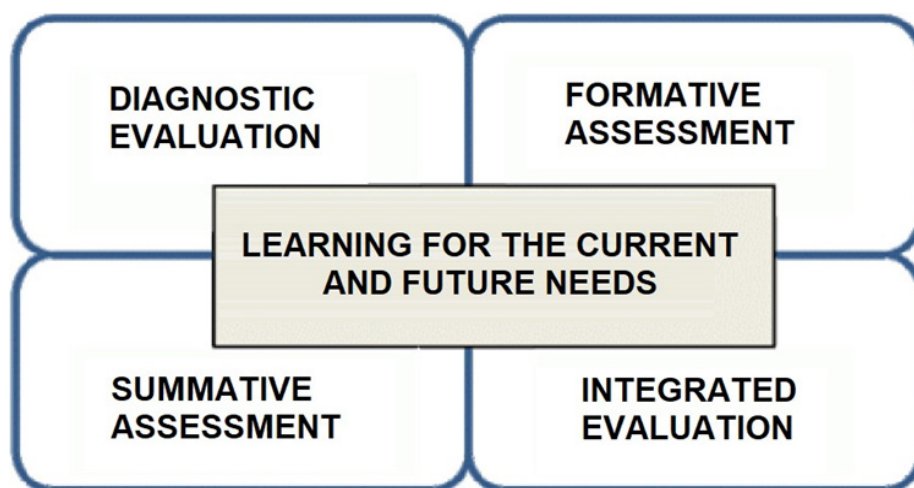 DIAGNOSTIC
EVALUATION
FORMATIVE
ASSESSMENT
LEARNING FOR THE CURRENT
AND FUTURE NEEDS
SUMMATIVE
ASSESSMENT
INTEGRATED
EVALUATION